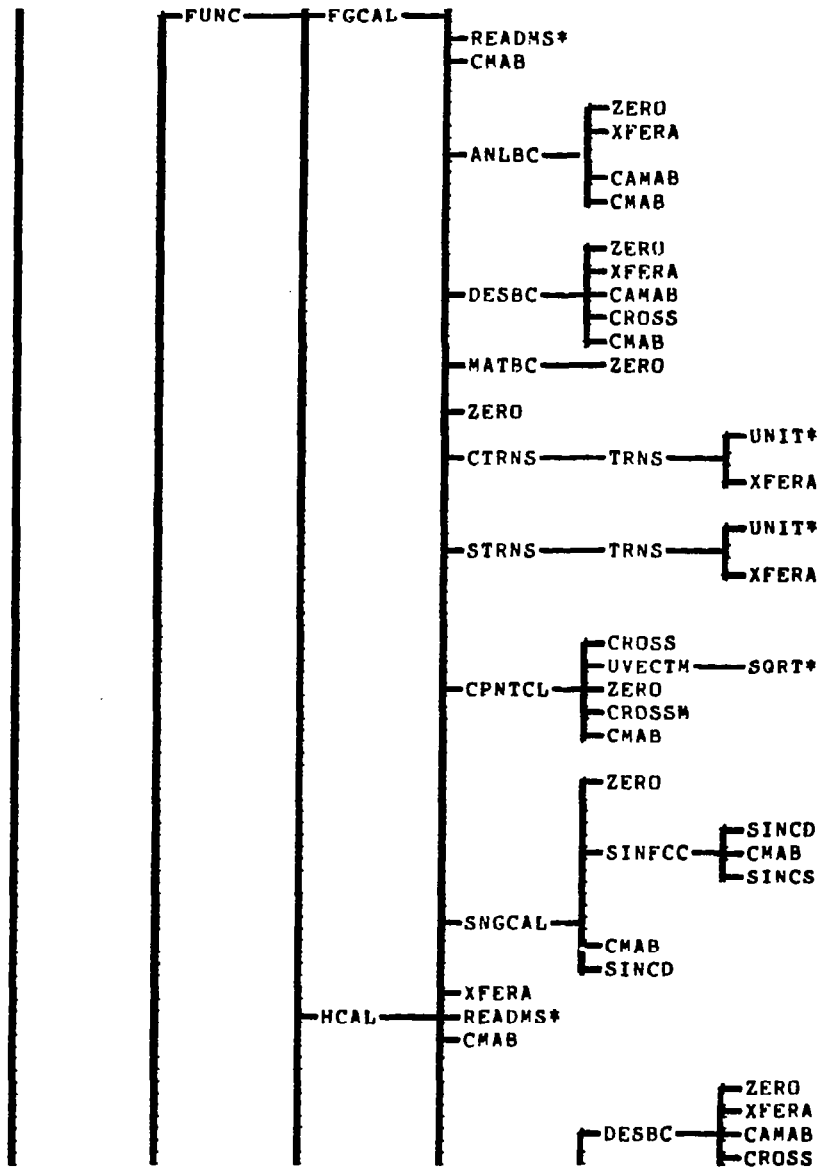 FUNC FGCAL
READMS*
CMAB
ZERO
XFERA
ANLBC
CAMAB
CMAB
ZERO
XFERA
DESBC CAMAB
CROSS
CMAB
MATBC ZERO
ZERO
UNIT*
CTRNS TRNS
XFERA
UNIT*
STRNS TRNS
XFERA
CROSS
UVECTM SQRT*
CPNTCL ZERO
CROSSM
CMAB
ZERO
SINCD
SINFCC CMAB
SINCS
SNGCAL
CMAB
SINCD
XFERA
HCAL READMS*
CMAB
ZERO
XFERA
DESBC CAMAB
CROSS